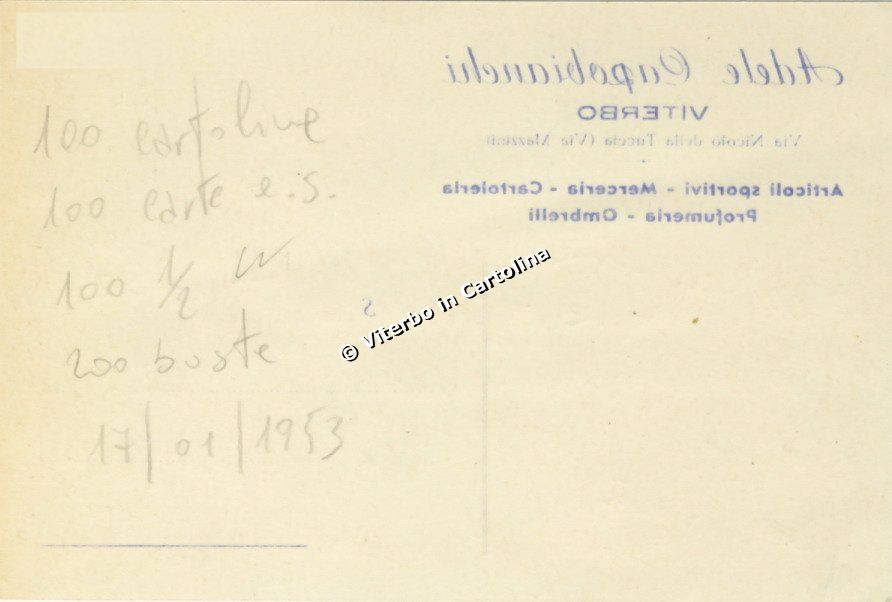 Adele Capobianchi
VITERBO
Via Nicolò della Tuccia (Via Mazzini)
Articoli sportivi - Merceria - Cartoleria
Profumeria - Ombrelli
100 cartoline
100 carte e.s.
100 1/2 "
200 buste
17/01/1953
S
© Viterbo in Cartolina